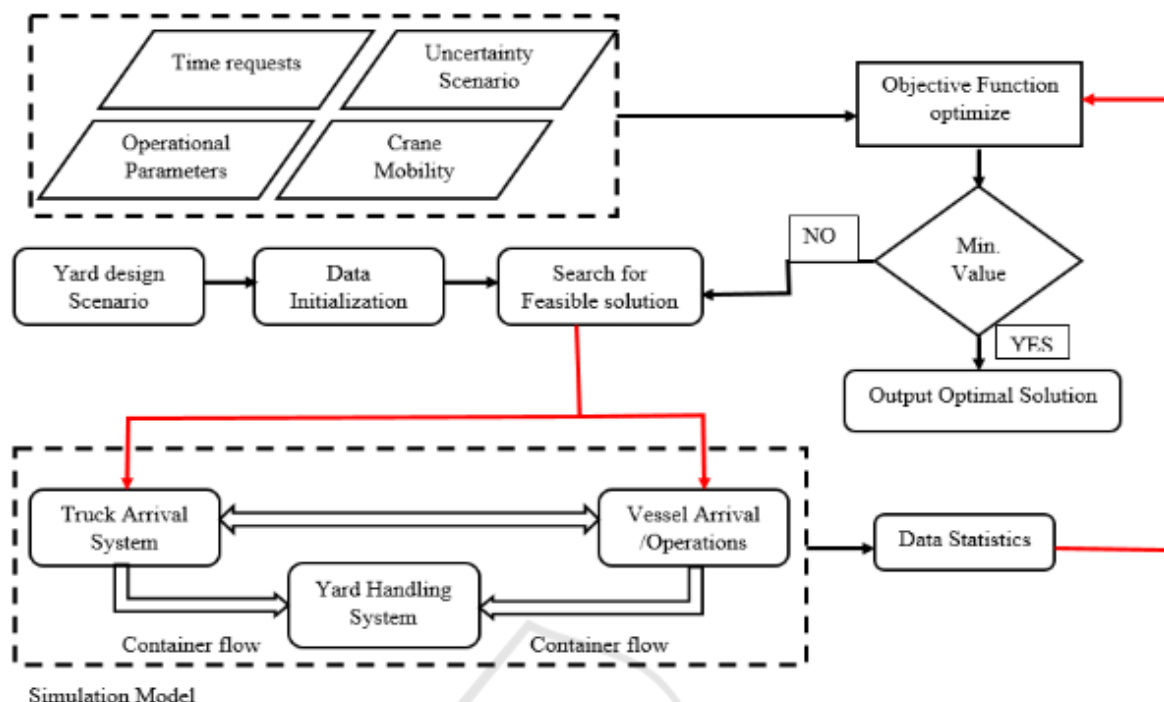 Time requests
Uncertainty
Scenario
Operational
Parameters
Crane
Mobility
Objective Function
optimize
NO
Min.
Value
YES
Yard design
Scenario
Data
Initialization
Search for
Feasible solution
Output Optimal Solution
Truck Arrival
System
Vessel Arrival
/Operations
Yard Handling
System
Data Statistics
Container flow
Container flow
Simulation Model